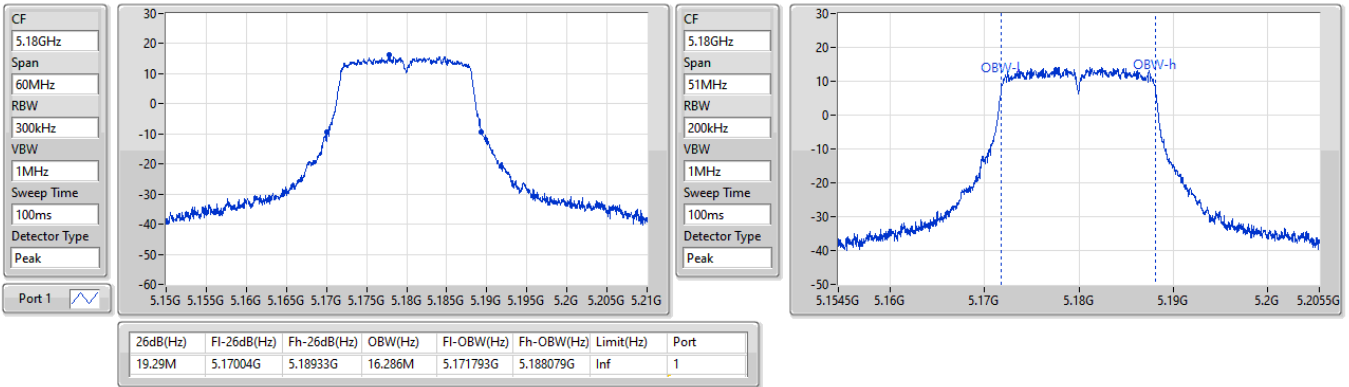 CF
5.18GHz
Span
60MHz
RBW
300kHz
VBW
1MHz
Sweep Time
100ms
Detector Type
Peak
Port 1
30-
20-
10-
0-
-10-
-20-
-30-
-40-
-50-
-60-
5.15G 5.155G 5.16G 5.165G 5.17G 5.175G 5.18G 5.185G 5.19G 5.195G 5.2G 5.205G 5.21G
CF
5.18GHz
Span
51MHz
RBW
200kHz
VBW
1MHz
Sweep Time
100ms
Detector Type
Peak
30-
20-
10-
0-
-10-
-20-
-30-
-40-
-50-
OBW-l OBW-h
5.1545G 5.16G 5.17G 5.18G 5.19G 5.2G 5.2055G
26dB(Hz) Fl-26dB(Hz) Fh-26dB(Hz) OBW(Hz) Fl-OBW(Hz) Fh-OBW(Hz) Limit(Hz) Port
19.29M 5.17004G 5.18933G 16.286M 5.171793G 5.188079G Inf 1